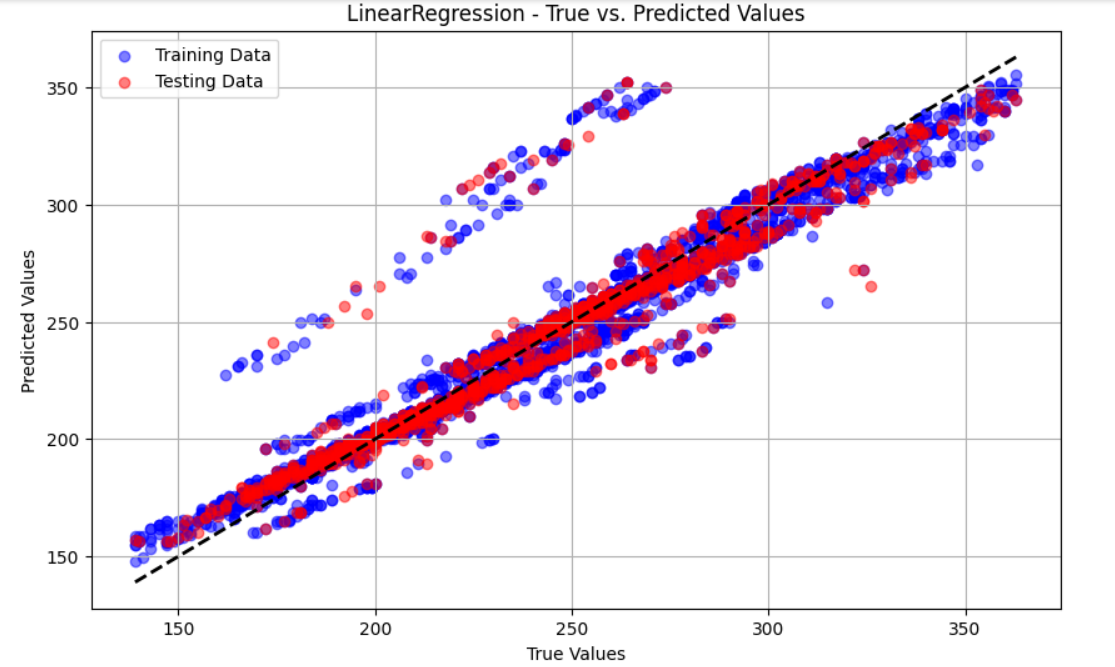 LinearRegression - True vs. Predicted Values
Training Data
Testing Data
Predicted Values
350
300
250
200
150
150
200
250
300
350
True Values